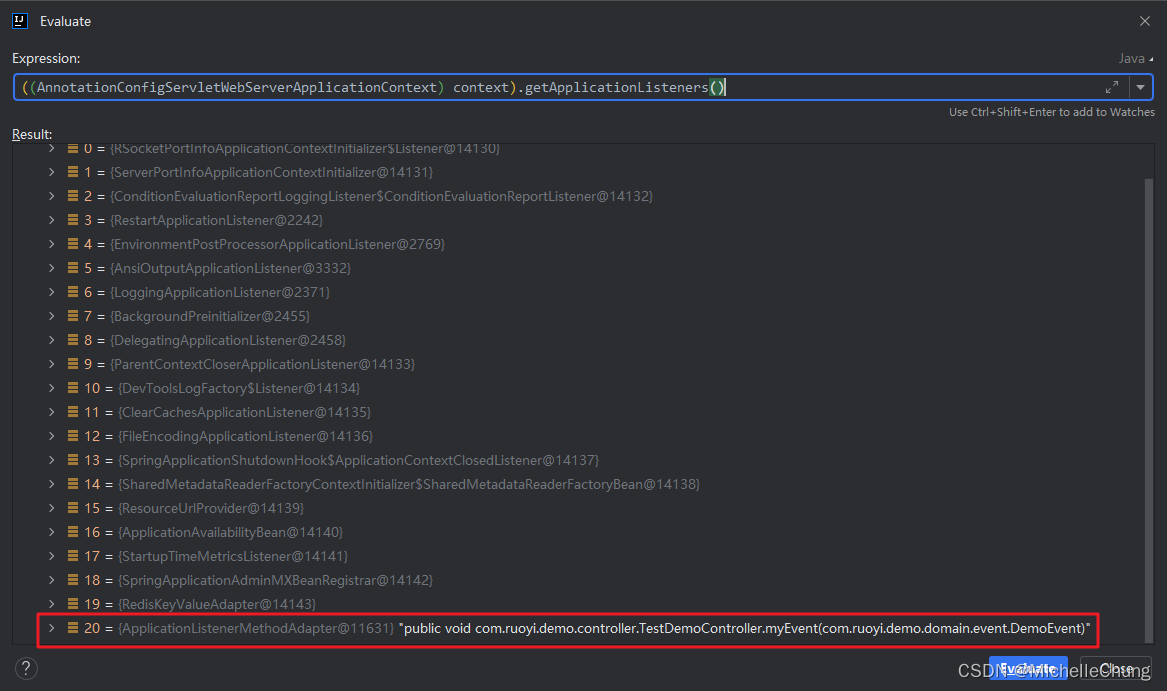 Evaluate
Expression:
Java
((AnnotationConfigServletWebServerApplicationContext) context).getApplicationListeners()
Use Ctrl+Shift+Enter to add to Watches
Result:
0 = {RSocketPortInfoApplicationContextInitializer$Listener@14130}
1 = {ServerPortInfoApplicationContextInitializer@14131}
2 = {ConditionEvaluationReportLoggingListener$ConditionEvaluationReportListener@14132}
3 = {RestartApplicationListener@2242}
4 = {EnvironmentPostProcessorApplicationListener@2769}
5 = {AnsiOutputApplicationListener@3332}
6 = {LoggingApplicationListener@2371}
7 = {BackgroundPreinitializer@2455}
8 = {DelegatingApplicationListener@2458}
9 = {ParentContextCloserApplicationListener@14133}
10 = {DevToolsLogFactory$Listener@14134}
11 = {ClearCachesApplicationListener@14135}
12 = {FileEncodingApplicationListener@14136}
13 = {SpringApplicationShutdownHook$ApplicationContextClosedListener@14137}
14 = {SharedMetadataReaderFactoryContextInitializer$SharedMetadataReaderFactoryBean@14138}
15 = {ResourceUrlProvider@14139}
16 = {ApplicationAvailabilityBean@14140}
17 = {StartupTimeMetricsListener@14141}
18 = {SpringApplicationAdminMXBeanRegistrar@14142}
19 = {RedisKeyValueAdapter@14143}
20 = {ApplicationListenerMethodAdapter@11631} "public void com.ruoyi.demo.controller.TestDemoController.myEvent(com.ruoyi.demo.domain.event.DemoEvent)"
?
Evaluate
Close
CSDN @MichelleChung